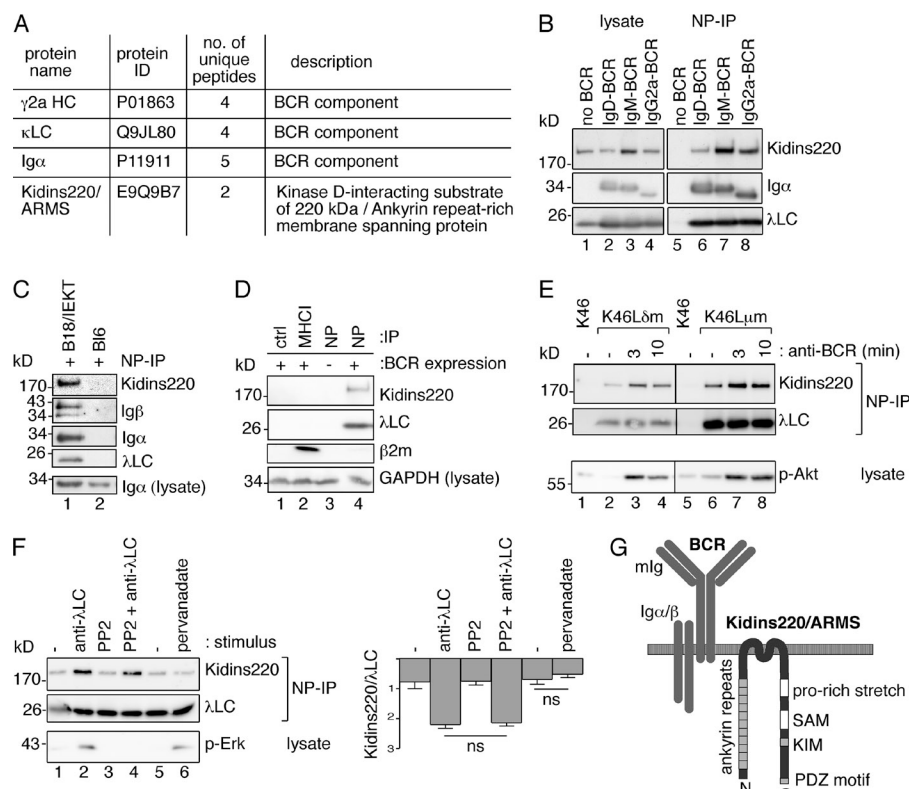 A
protein name
protein ID
no. of unique peptides
description
γ2a HC P01863 4 BCR component
κLC Q9JL80 4 BCR component
Igα P11911 5 BCR component
Kidins220/ E9Q9B7 2 Kinase D-interacting substrate
ARMS of 220 kDa / Ankyrin repeat-rich
membrane spanning protein
B
lysate NP-IP
no BCR IgD-BCR IgM-BCR IgG2a-BCR no BCR IgD-BCR IgM-BCR IgG2a-BCR
kD
170- Kidins220
34- Igα
26- λLC
1 2 3 4 5 6 7 8
C
B18/IEKT Bl6
kD + + NP-IP
170- Kidins220
43- Igβ
34-
34- Igα
26- λLC
34- Igα (lysate)
1 2
D
ctrl MHCI NP NP :IP
kD + + - + :BCR expression
170- Kidins220
26- λLC
β2m
34- GAPDH (lysate)
1 2 3 4
E
K46 K46Lδm K46 K46Lμm
kD - - 3 10 - - 3 10 : anti-BCR (min)
170- Kidins220
NP-IP
26- λLC
55- p-Akt lysate
1 2 3 4 5 6 7 8
F
- anti-λLC PP2 PP2 + anti-λLC - pervanadate : stimulus
kD
170- Kidins220
NP-IP
26- λLC
43- p-Erk lysate
1 2 3 4 5 6
- anti-λLC PP2 PP2 + anti-λLC - pervanadate
Kidins220/λLC
1
2
3
ns
ns
G
BCR
mIg
Igα/β
Kidins220/ARMS
ankyrin repeats
pro-rich stretch
SAM
KIM
PDZ motif
N